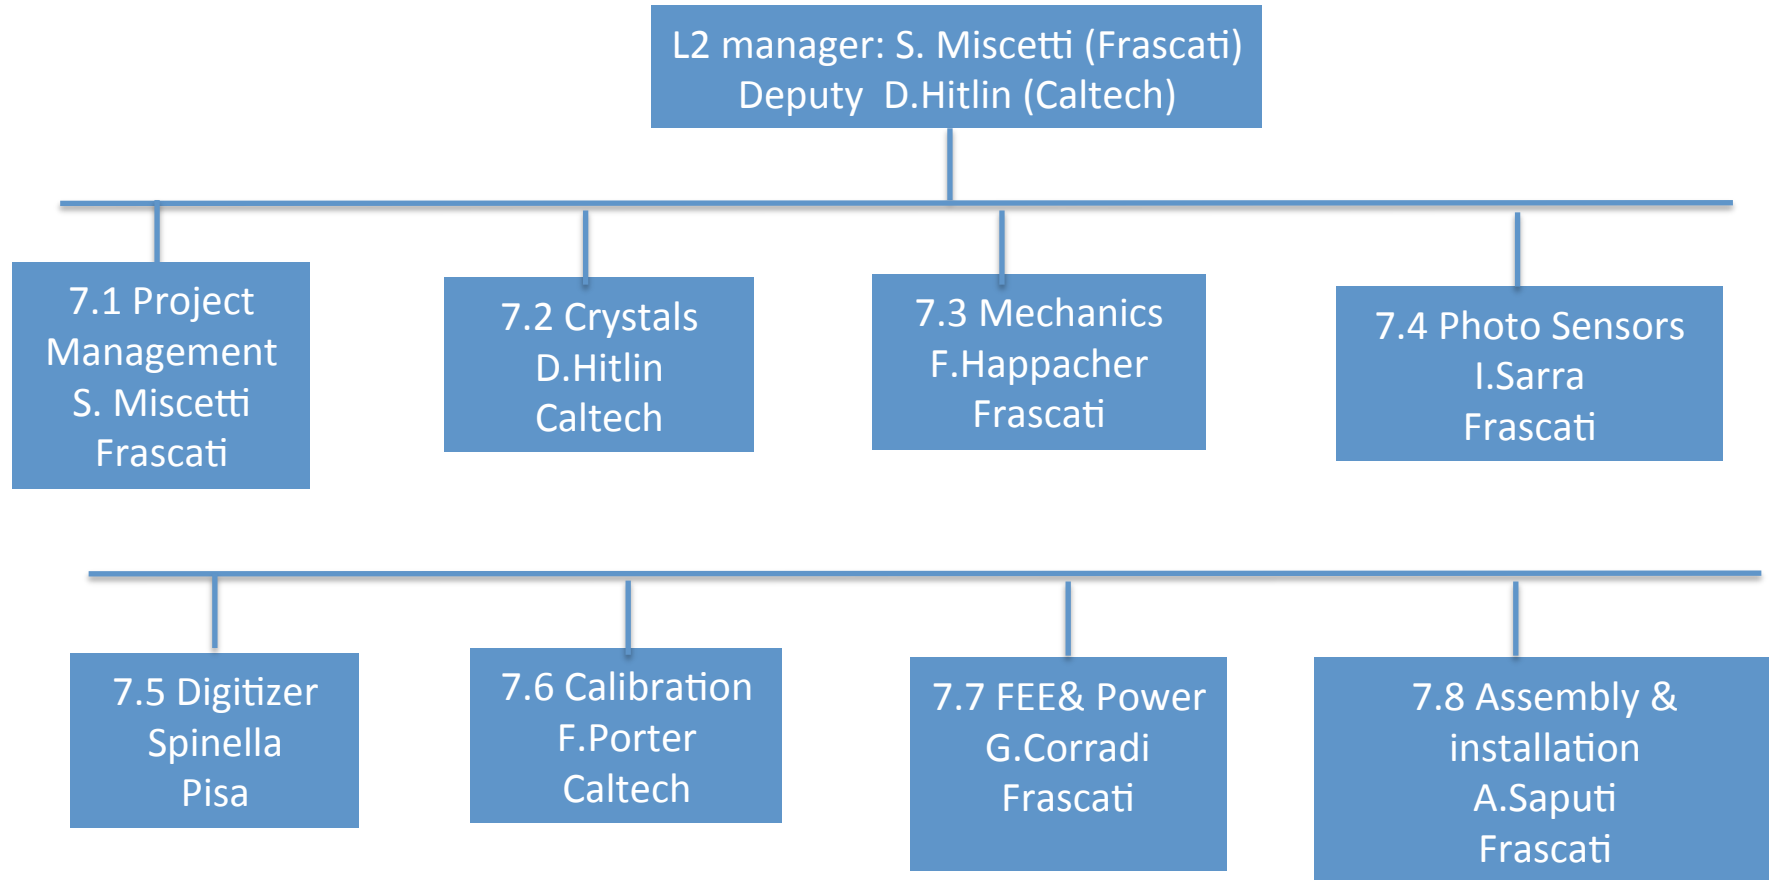 L2 manager: S. Miscetti (Frascati)
Deputy  D.Hitlin (Caltech)
7.1 Project
Management
S. Miscetti
Frascati
7.2 Crystals
D.Hitlin
Caltech
7.3 Mechanics
F.Happacher
Frascati
7.4 Photo Sensors
I.Sarra
Frascati
7.5 Digitizer
Spinella
Pisa
7.6 Calibration
F.Porter
Caltech
7.7 FEE& Power
G.Corradi
Frascati
7.8 Assembly &
installation
A.Saputi
Frascati